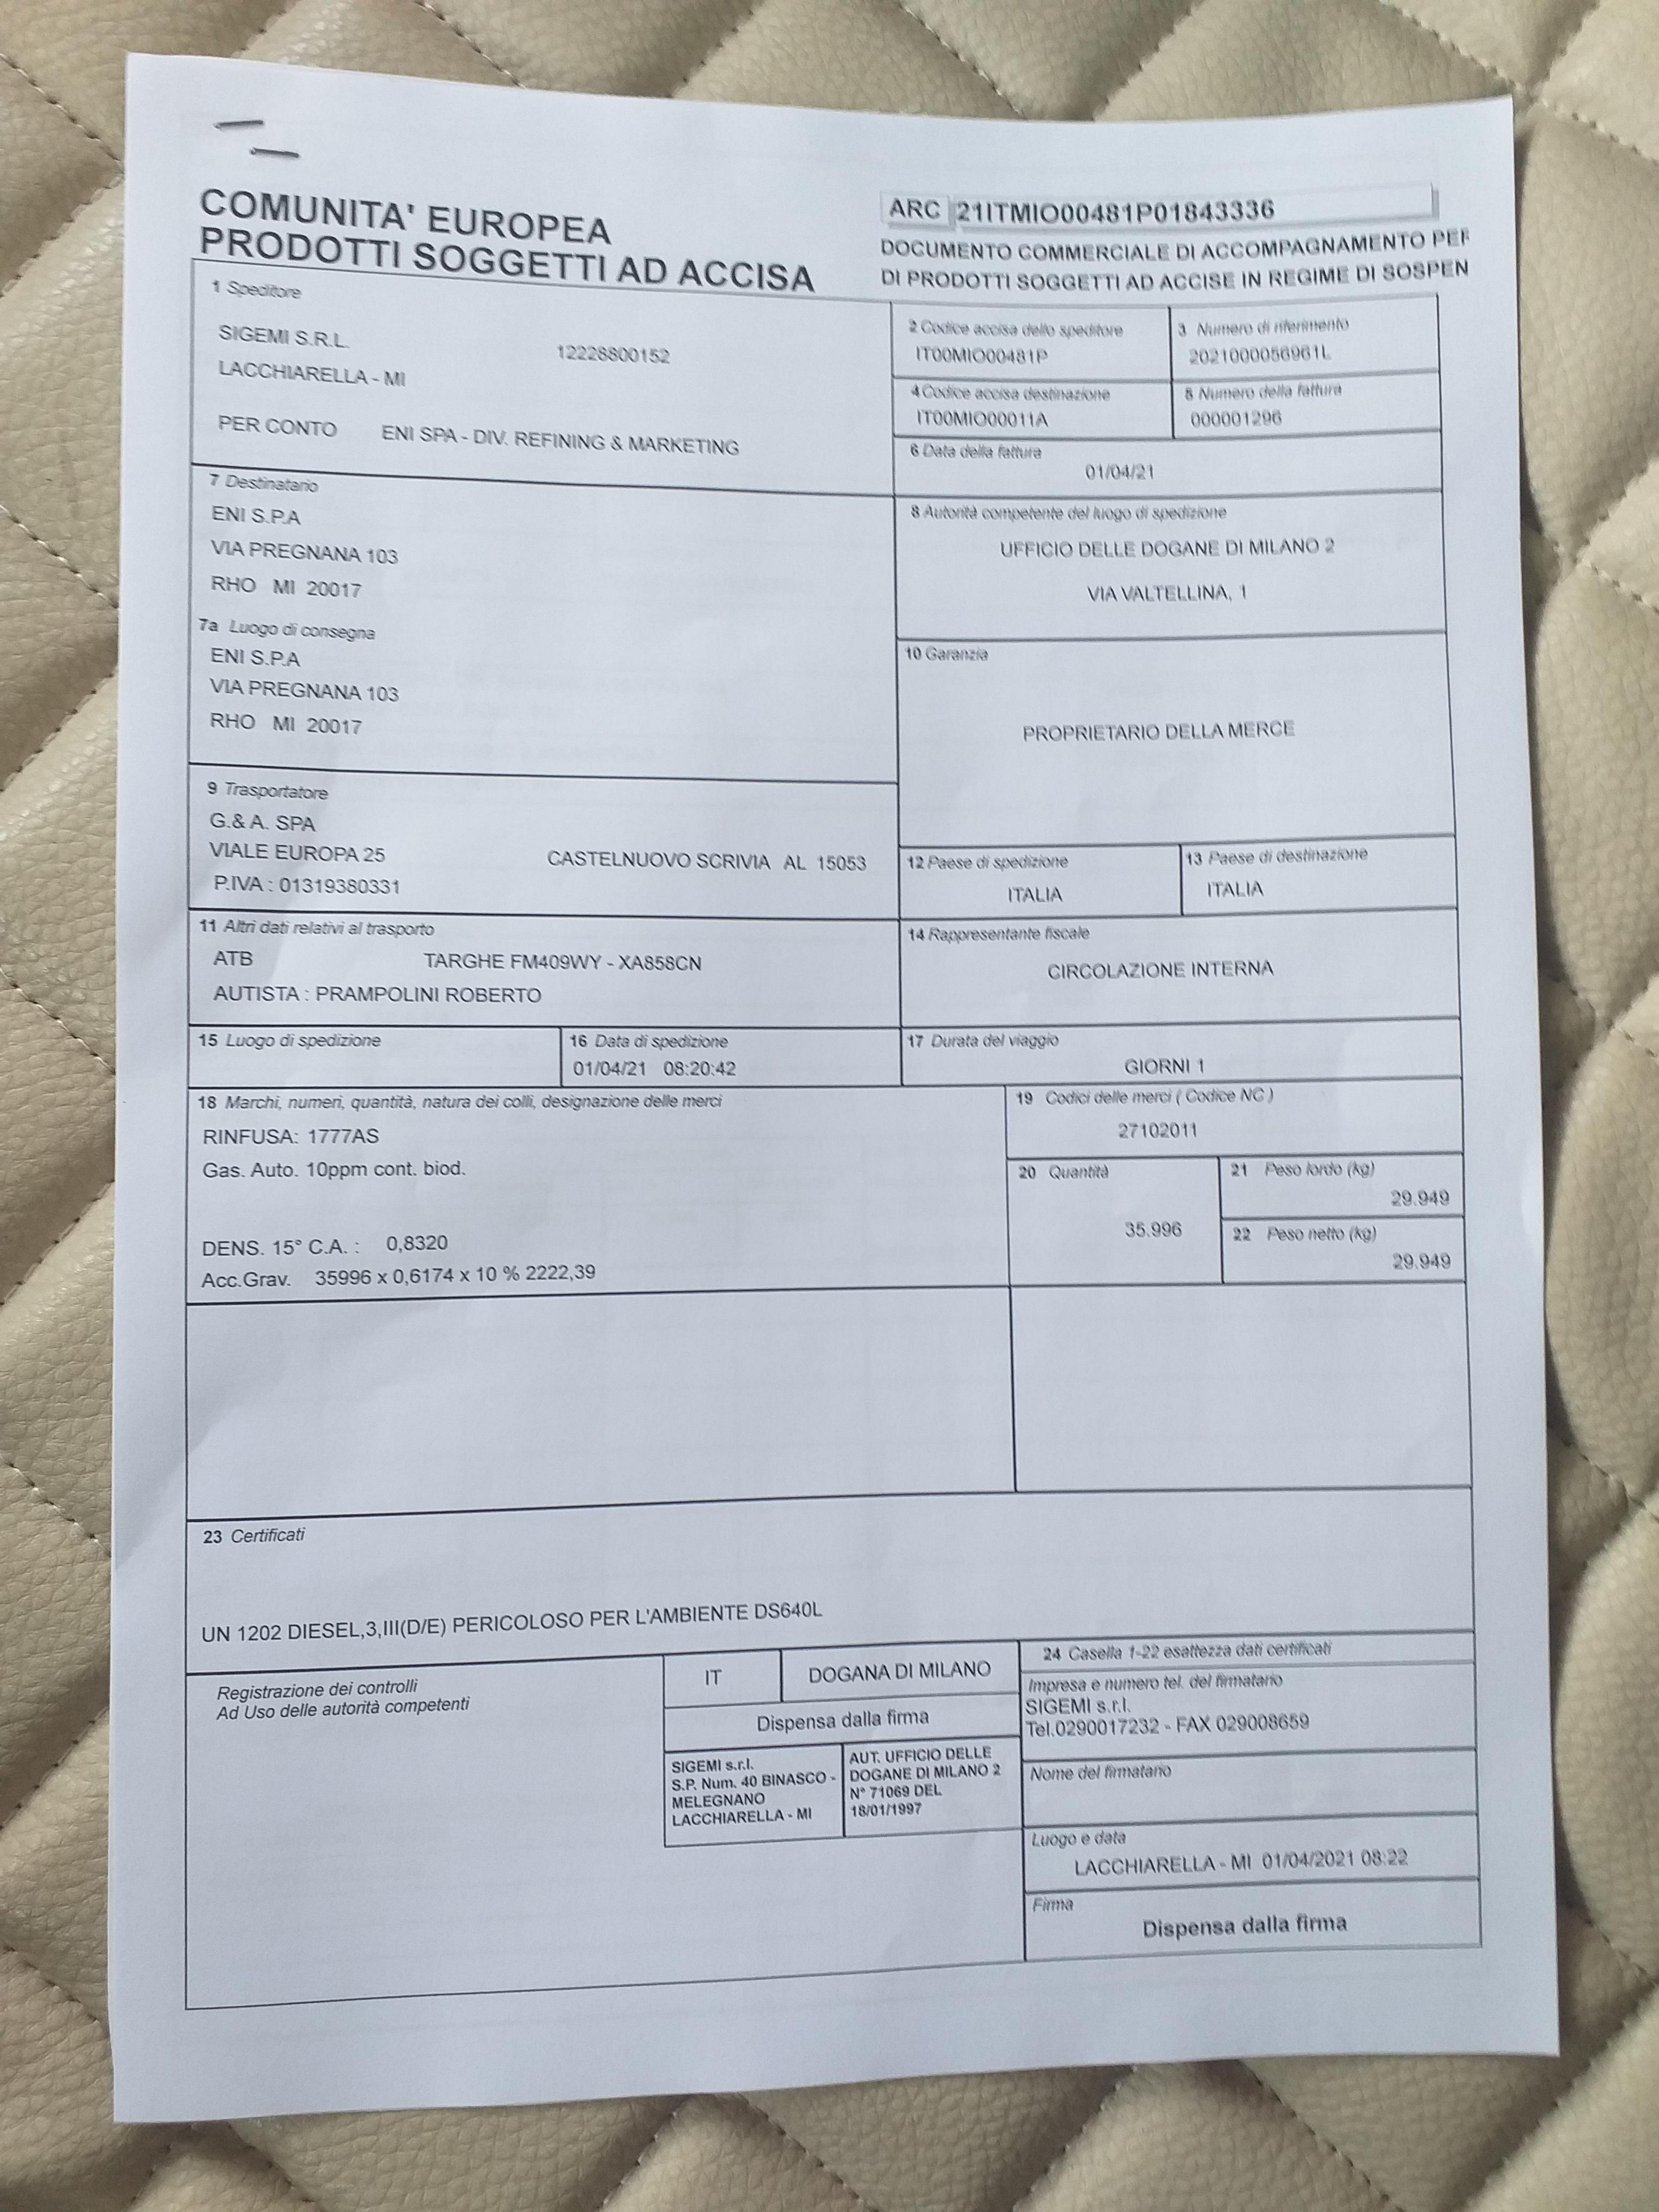 COMUNITA' EUROPEA
PRODOTTI SOGGETTI AD ACCISA
ARC 21ITMIO00481P01843336
DOCUMENTO COMMERCIALE DI ACCOMPAGNAMENTO PER
DI PRODOTTI SOGGETTI AD ACCISE IN REGIME DI SOSPEN
1 Speditore
SIGEMI S.R.L. 12228800152
LACCHIARELLA - MI
PER CONTO ENI SPA - DIV. REFINING & MARKETING
2 Codice accisa dello speditore
IT00MIO00481P
3 Numero di riferimento
2021000056961L
4 Codice accisa destinazione
IT00MIO00011A
5 Numero della fattura
000001296
6 Data della fattura
01/04/21
7 Destinatario
ENI S.P.A
VIA PREGNANA 103
RHO MI 20017
7a Luogo di consegna
ENI S.P.A
VIA PREGNANA 103
RHO MI 20017
8 Autorità competente del luogo di spedizione
UFFICIO DELLE DOGANE DI MILANO 2
VIA VALTELLINA, 1
10 Garanzia
PROPRIETARIO DELLA MERCE
9 Trasportatore
G.& A. SPA
VIALE EUROPA 25 CASTELNUOVO SCRIVIA AL 15053
P.IVA : 01319380331
12 Paese di spedizione
ITALIA
13 Paese di destinazione
ITALIA
11 Altri dati relativi al trasporto
ATB TARGHE FM409WY - XA858CN
AUTISTA : PRAMPOLINI ROBERTO
14 Rappresentante fiscale
CIRCOLAZIONE INTERNA
15 Luogo di spedizione
16 Data di spedizione
01/04/21 08:20:42
17 Durata del viaggio
GIORNI 1
18 Marchi, numeri, quantità, natura dei colli, designazione delle merci
RINFUSA: 1777AS
Gas. Auto. 10ppm cont. biod.
DENS. 15° C.A. : 0,8320
Acc.Grav. 35996 x 0,6174 x 10 % 2222,39
19 Codici delle merci ( Codice NC )
27102011
20 Quantità
35.996
21 Peso lordo (kg)
29.949
22 Peso netto (kg)
29.949
23 Certificati
UN 1202 DIESEL,3,III(D/E) PERICOLOSO PER L'AMBIENTE DS640L
Registrazione dei controlli
Ad Uso delle autorità competenti
IT DOGANA DI MILANO
Dispensa dalla firma
SIGEMI s.r.l.
S.P. Num. 40 BINASCO -
MELEGNANO
LACCHIARELLA - MI
AUT. UFFICIO DELLE
DOGANE DI MILANO 2
N° 71069 DEL
18/01/1997
24 Casella 1-22 esattezza dati certificati
Impresa e numero tel. del firmatario
SIGEMI s.r.l.
Tel.0290017232 - FAX 029008659
Nome del firmatario
Luogo e data
LACCHIARELLA - MI 01/04/2021 08:22
Firma
Dispensa dalla firma